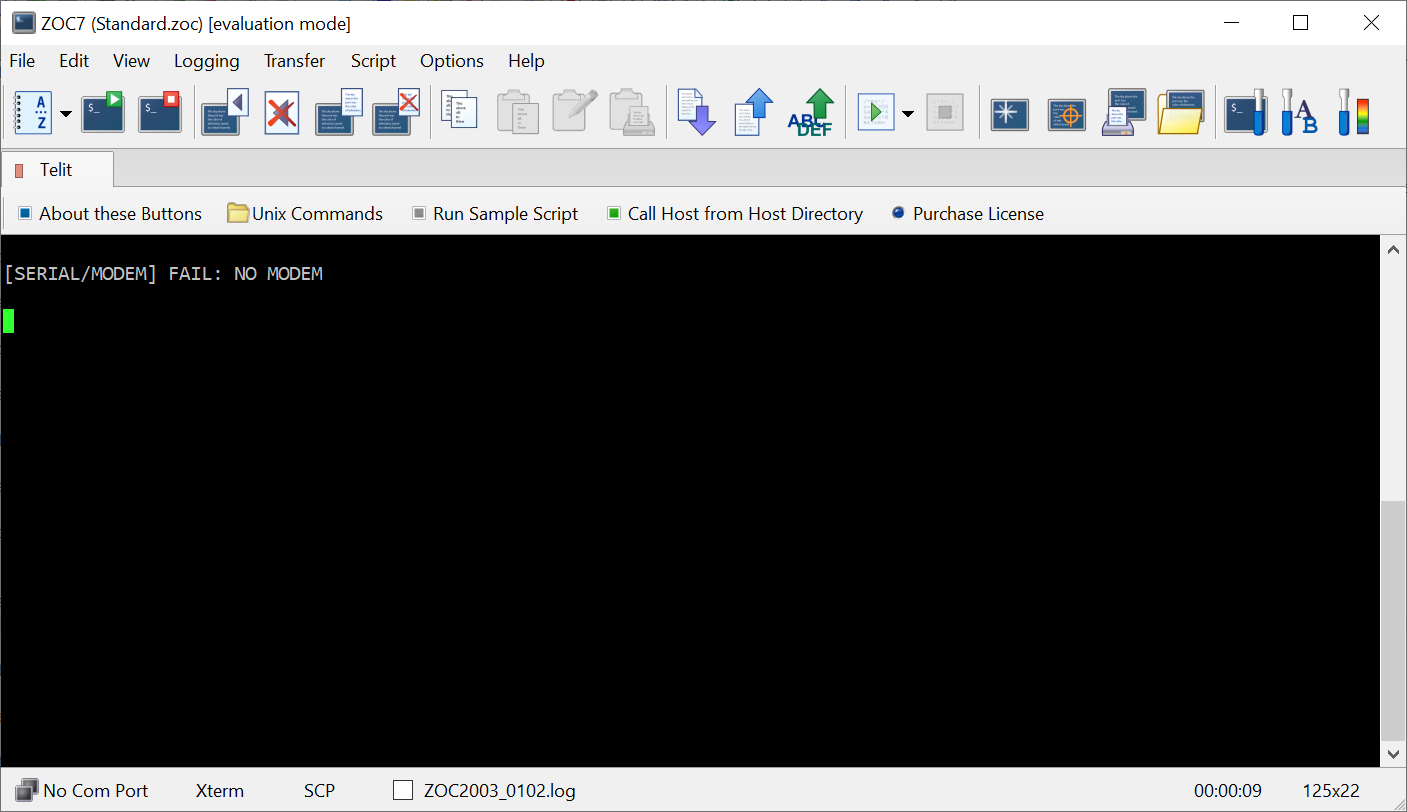 ZOC7 (Standard.zoc) [evaluation mode]
File Edit View Logging Transfer Script Options Help
Telit
About these Buttons Unix Commands Run Sample Script Call Host from Host Directory Purchase License
[SERIAL/MODEM] FAIL: NO MODEM
No Com Port Xterm SCP ZOC2003_0102.log 00:00:09 125x22